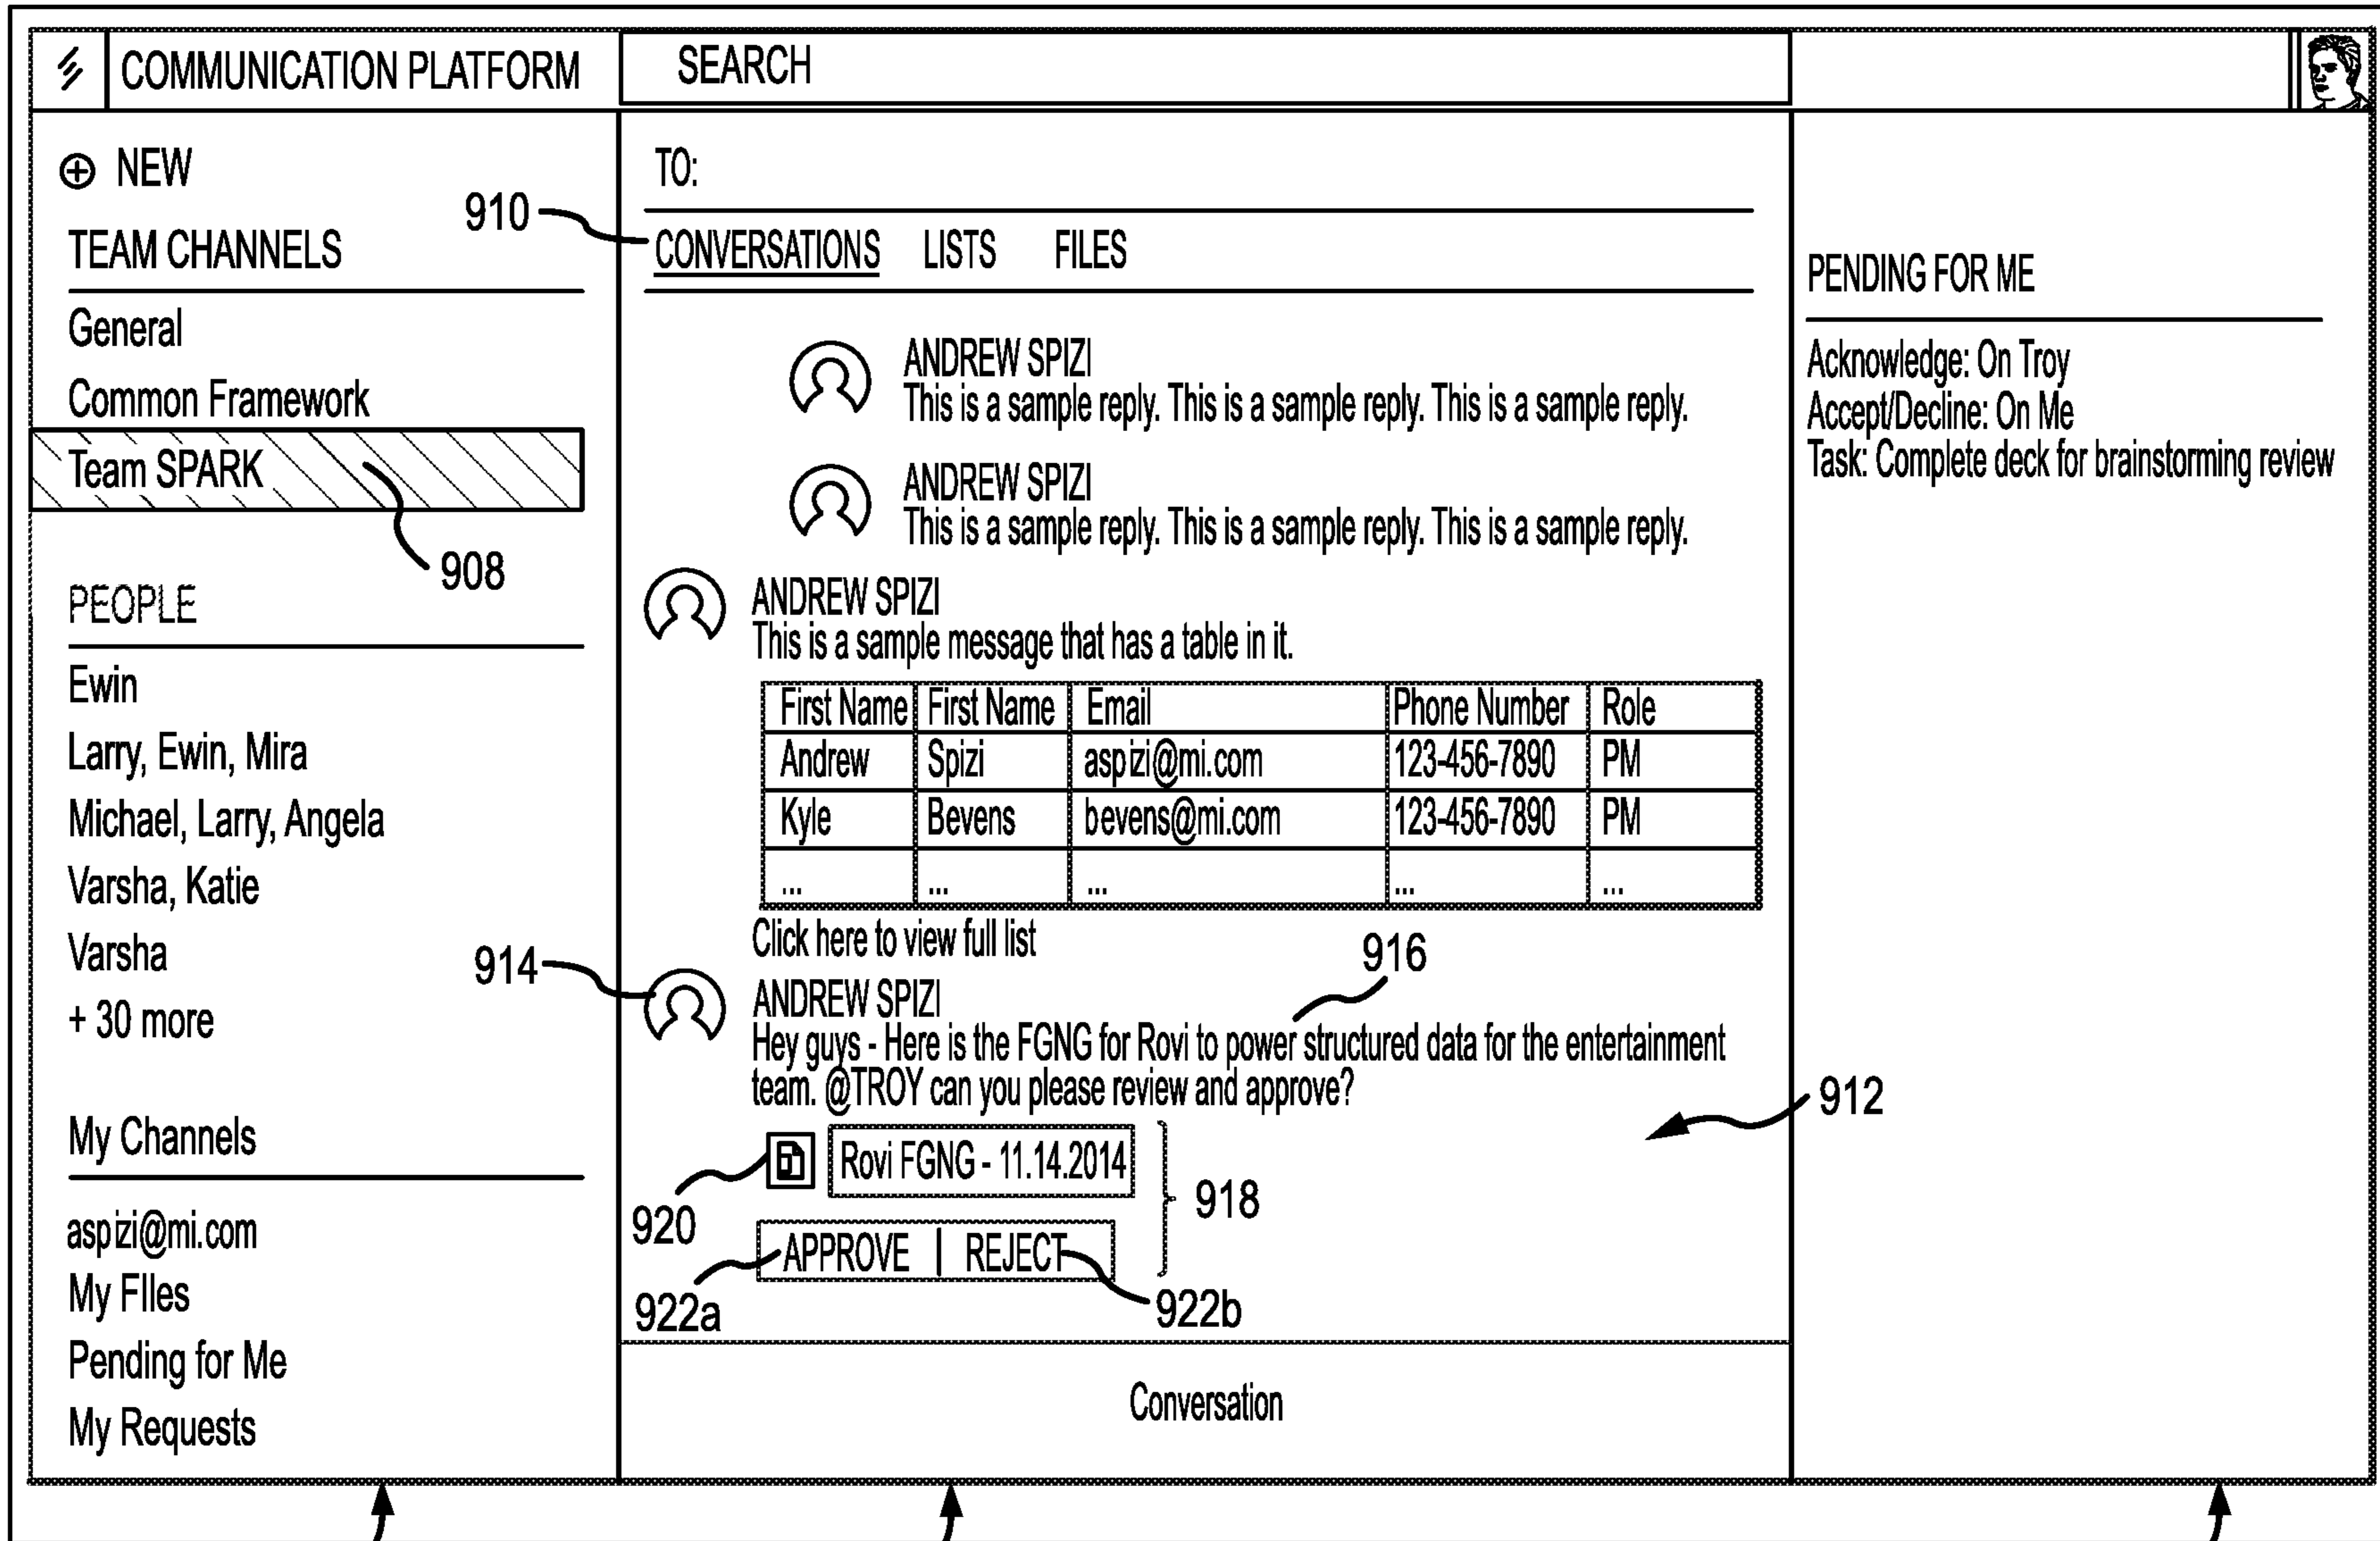 COMMUNICATION PLATFORM
SEARCH
NEW
TEAM CHANNELS
General
Common Framework
Team SPARK
908
PEOPLE
Ewin
Larry, Ewin, Mira
Michael, Larry, Angela
Varsha, Katie
Varsha
+ 30 more
My Channels
aspizi@mi.com
My FIles
Pending for Me
My Requests
TO:
910
CONVERSATIONS LISTS FILES
ANDREW SPIZI
This is a sample reply. This is a sample reply. This is a sample reply.
ANDREW SPIZI
This is a sample reply. This is a sample reply. This is a sample reply.
ANDREW SPIZI
This is a sample message that has a table in it.
First Name First Name Email Phone Number Role
Andrew Spizi aspizi@mi.com 123-456-7890 PM
Kyle Bevens bevens@mi.com 123-456-7890 PM
... ... ... ... ...
Click here to view full list
916
914
ANDREW SPIZI
Hey guys - Here is the FGNG for Rovi to power structured data for the entertainment
team. @TROY can you please review and approve?
912
Rovi FGNG - 11.14.2014
918
920
APPROVE | REJECT
922a
922b
Conversation
PENDING FOR ME
Acknowledge: On Troy
Accept/Decline: On Me
Task: Complete deck for brainstorming review